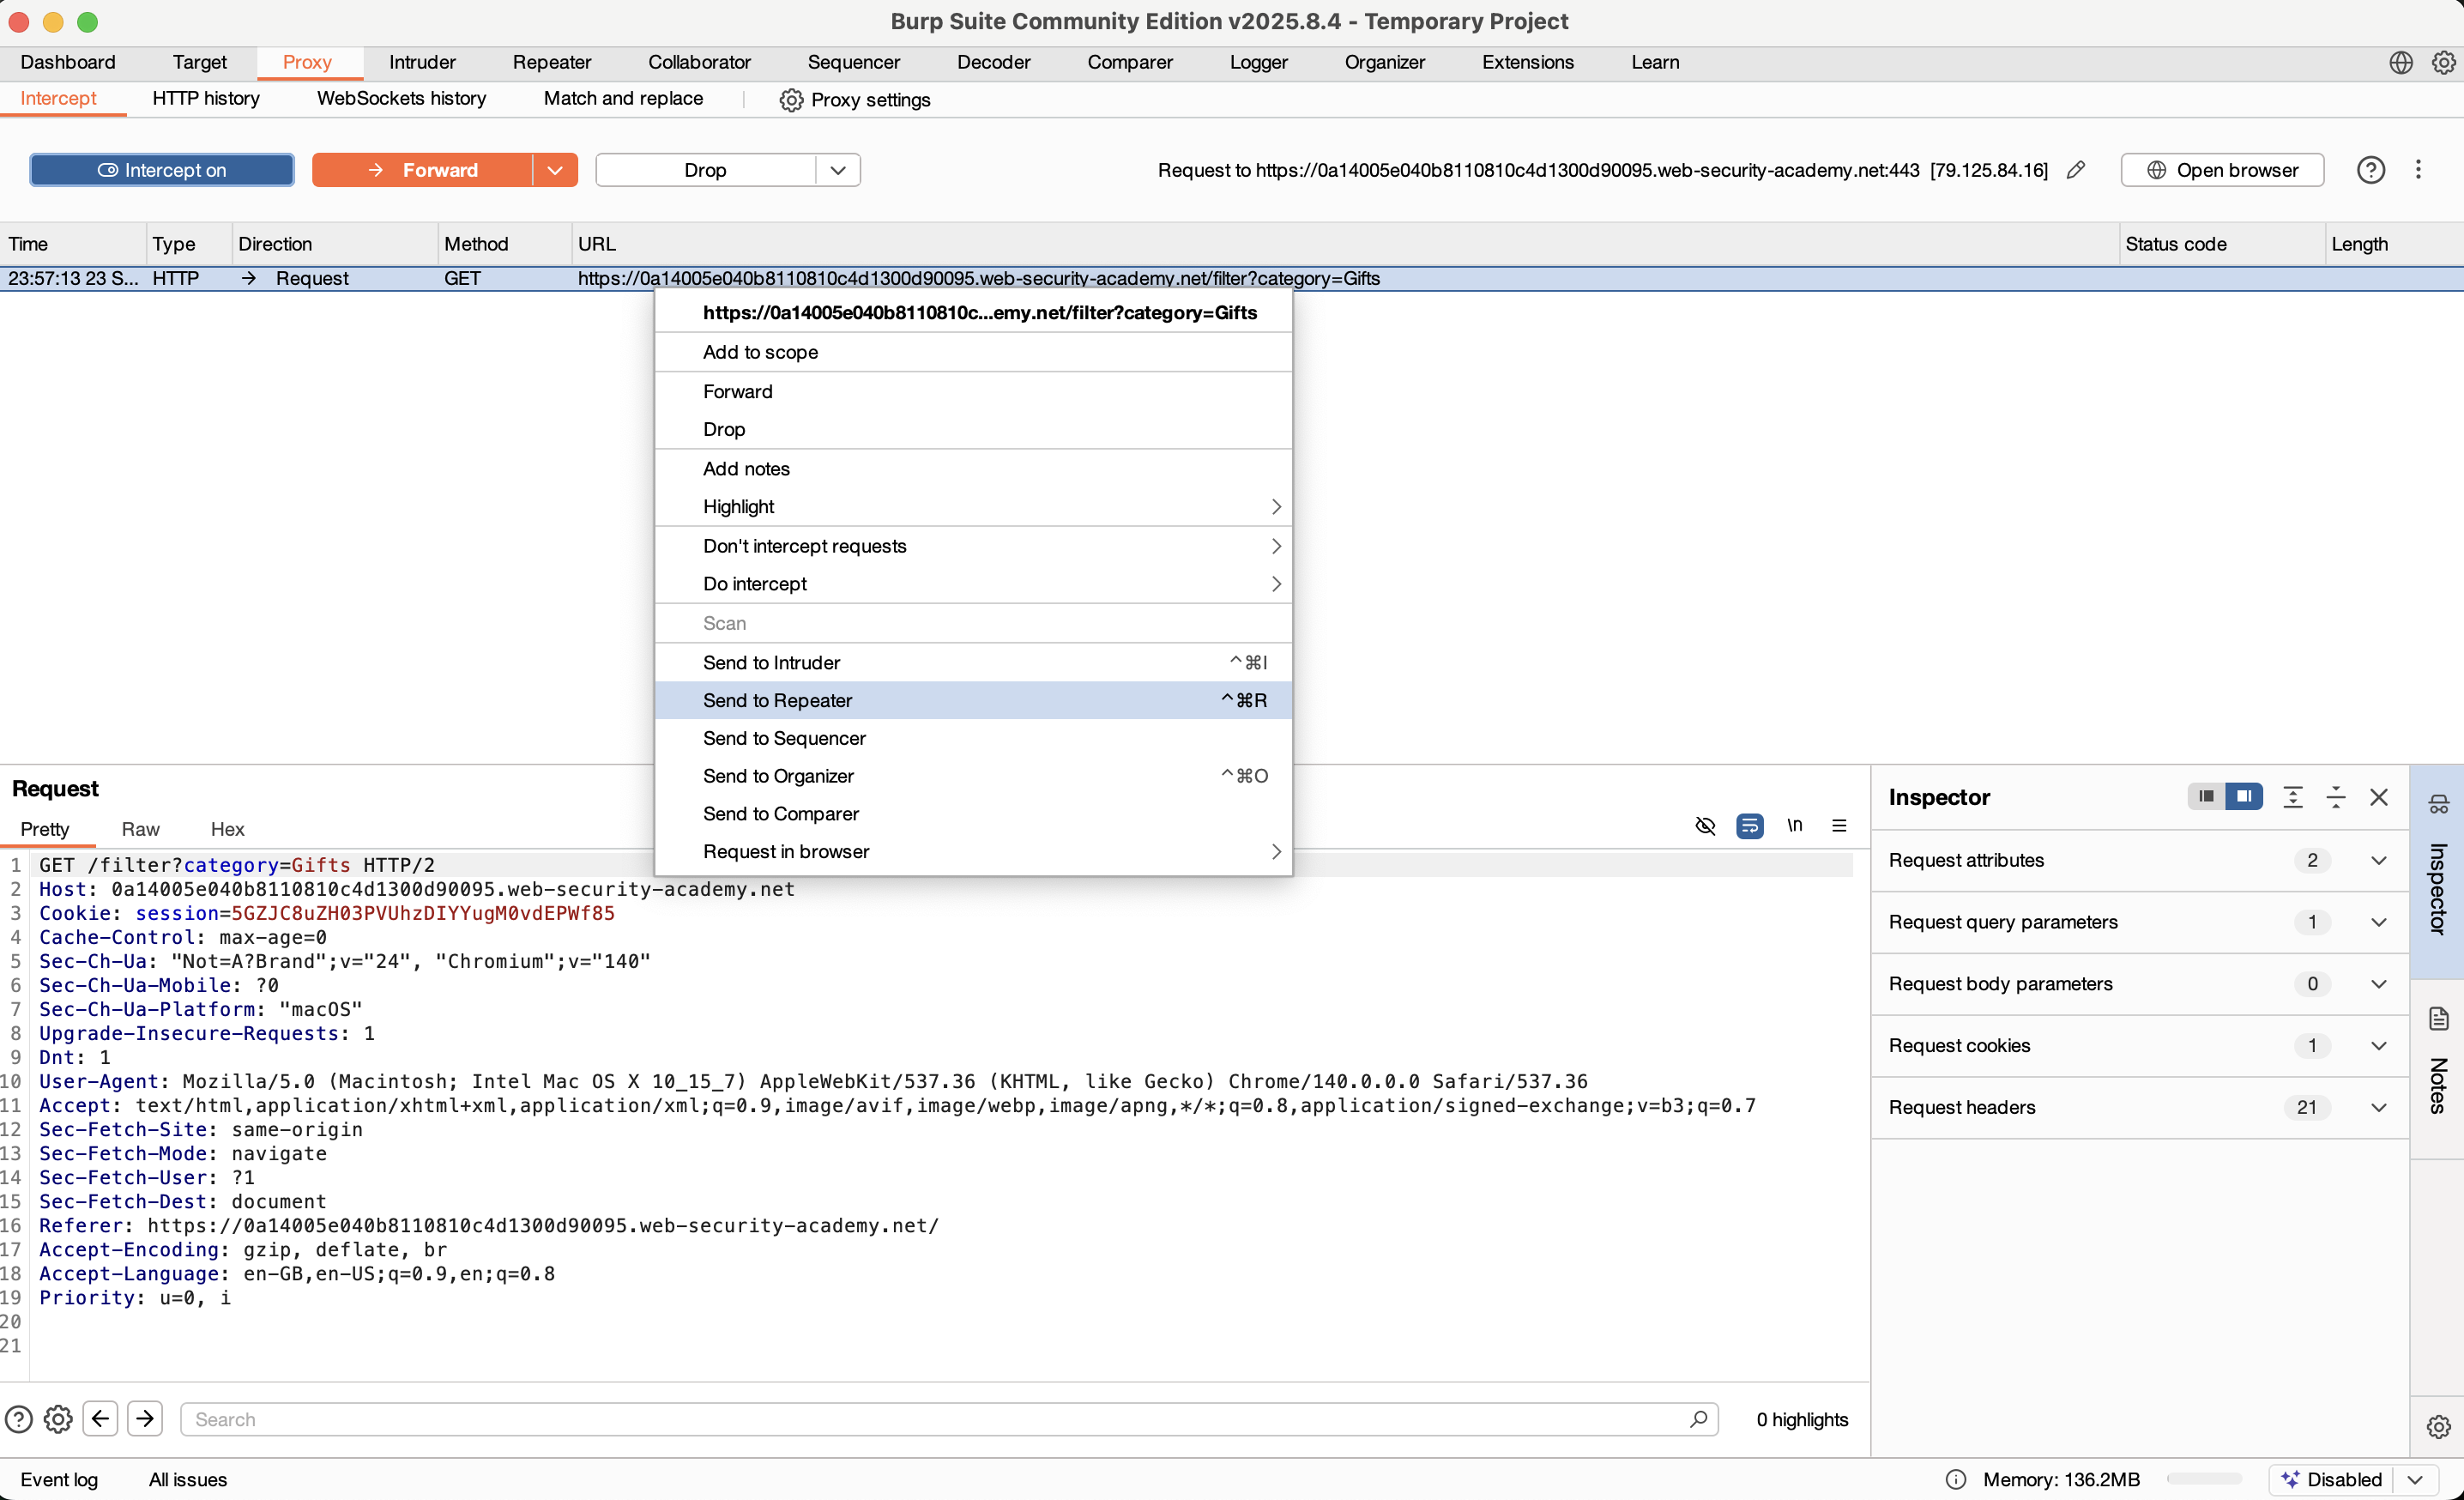 Burp Suite Community Edition v2025.8.4 - Temporary Project
Dashboard Target Proxy Intruder Repeater Collaborator Sequencer Decoder Comparer Logger Organizer Extensions Learn
Intercept HTTP history WebSockets history Match and replace Proxy settings
Intercept on Forward Drop Request to https://0a14005e040b8110810c4d1300d90095.web-security-academy.net:443 [79.125.84.16] Open browser
Time Type Direction Method URL Status code Length
23:57:13 23 S... HTTP → Request GET https://0a14005e040b8110810c4d1300d90095.web-security-academy.net/filter?category=Gifts
https://0a14005e040b8110810c...emy.net/filter?category=Gifts
Add to scope
Forward
Drop
Add notes
Highlight
Don't intercept requests
Do intercept
Scan
Send to Intruder ^⌘I
Send to Repeater ^⌘R
Send to Sequencer
Send to Organizer ^⌘O
Send to Comparer
Request in browser
Request
Pretty Raw Hex \n
1 GET /filter?category=Gifts HTTP/2
2 Host: 0a14005e040b8110810c4d1300d90095.web-security-academy.net
3 Cookie: session=5GZJC8uZH03PVUhzDIYYugM0vdEPWf85
4 Cache-Control: max-age=0
5 Sec-Ch-Ua: "Not=A?Brand";v="24", "Chromium";v="140"
6 Sec-Ch-Ua-Mobile: ?0
7 Sec-Ch-Ua-Platform: "macOS"
8 Upgrade-Insecure-Requests: 1
9 Dnt: 1
10 User-Agent: Mozilla/5.0 (Macintosh; Intel Mac OS X 10_15_7) AppleWebKit/537.36 (KHTML, like Gecko) Chrome/140.0.0.0 Safari/537.36
11 Accept: text/html,application/xhtml+xml,application/xml;q=0.9,image/avif,image/webp,image/apng,*/*;q=0.8,application/signed-exchange;v=b3;q=0.7
12 Sec-Fetch-Site: same-origin
13 Sec-Fetch-Mode: navigate
14 Sec-Fetch-User: ?1
15 Sec-Fetch-Dest: document
16 Referer: https://0a14005e040b8110810c4d1300d90095.web-security-academy.net/
17 Accept-Encoding: gzip, deflate, br
18 Accept-Language: en-GB,en-US;q=0.9,en;q=0.8
19 Priority: u=0, i
20
21
Inspector
Request attributes 2
Request query parameters 1
Request body parameters 0
Request cookies 1
Request headers 21
Inspector
Notes
Search 0 highlights
Event log All issues Memory: 136.2MB Disabled